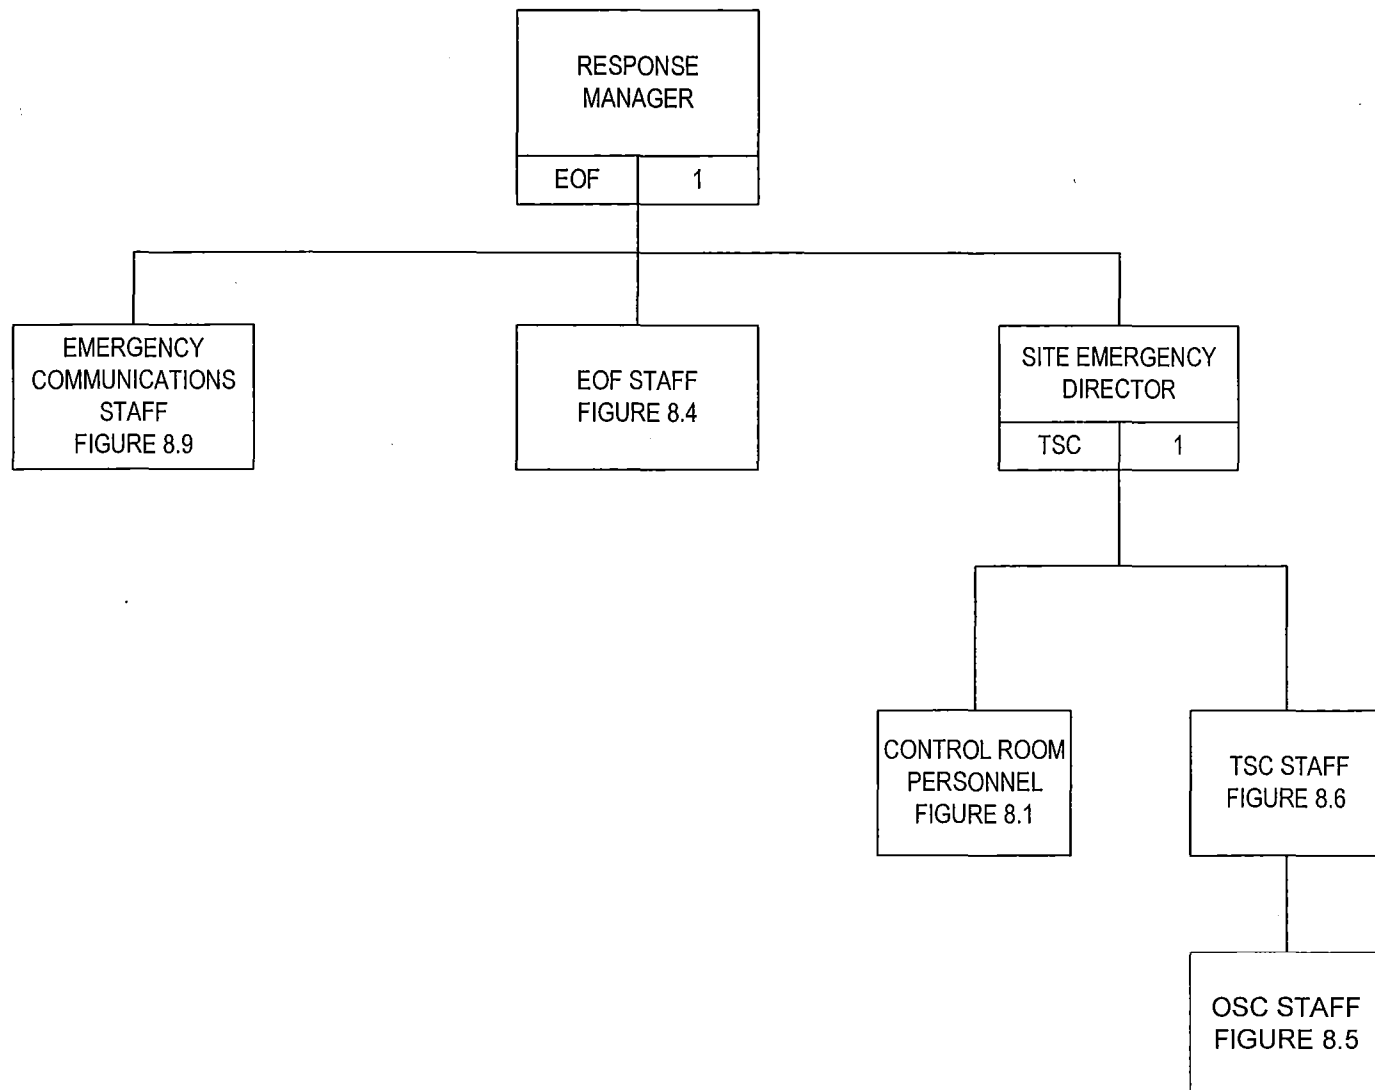 RESPONSE
MANAGER
EOF 1
EMERGENCY
COMMUNICATIONS
STAFF
FIGURE 8.9
EOF STAFF
FIGURE 8.4
SITE EMERGENCY
DIRECTOR
TSC 1
CONTROL ROOM
PERSONNEL
FIGURE 8.1
TSC STAFF
FIGURE 8.6
OSC STAFF
FIGURE 8.5